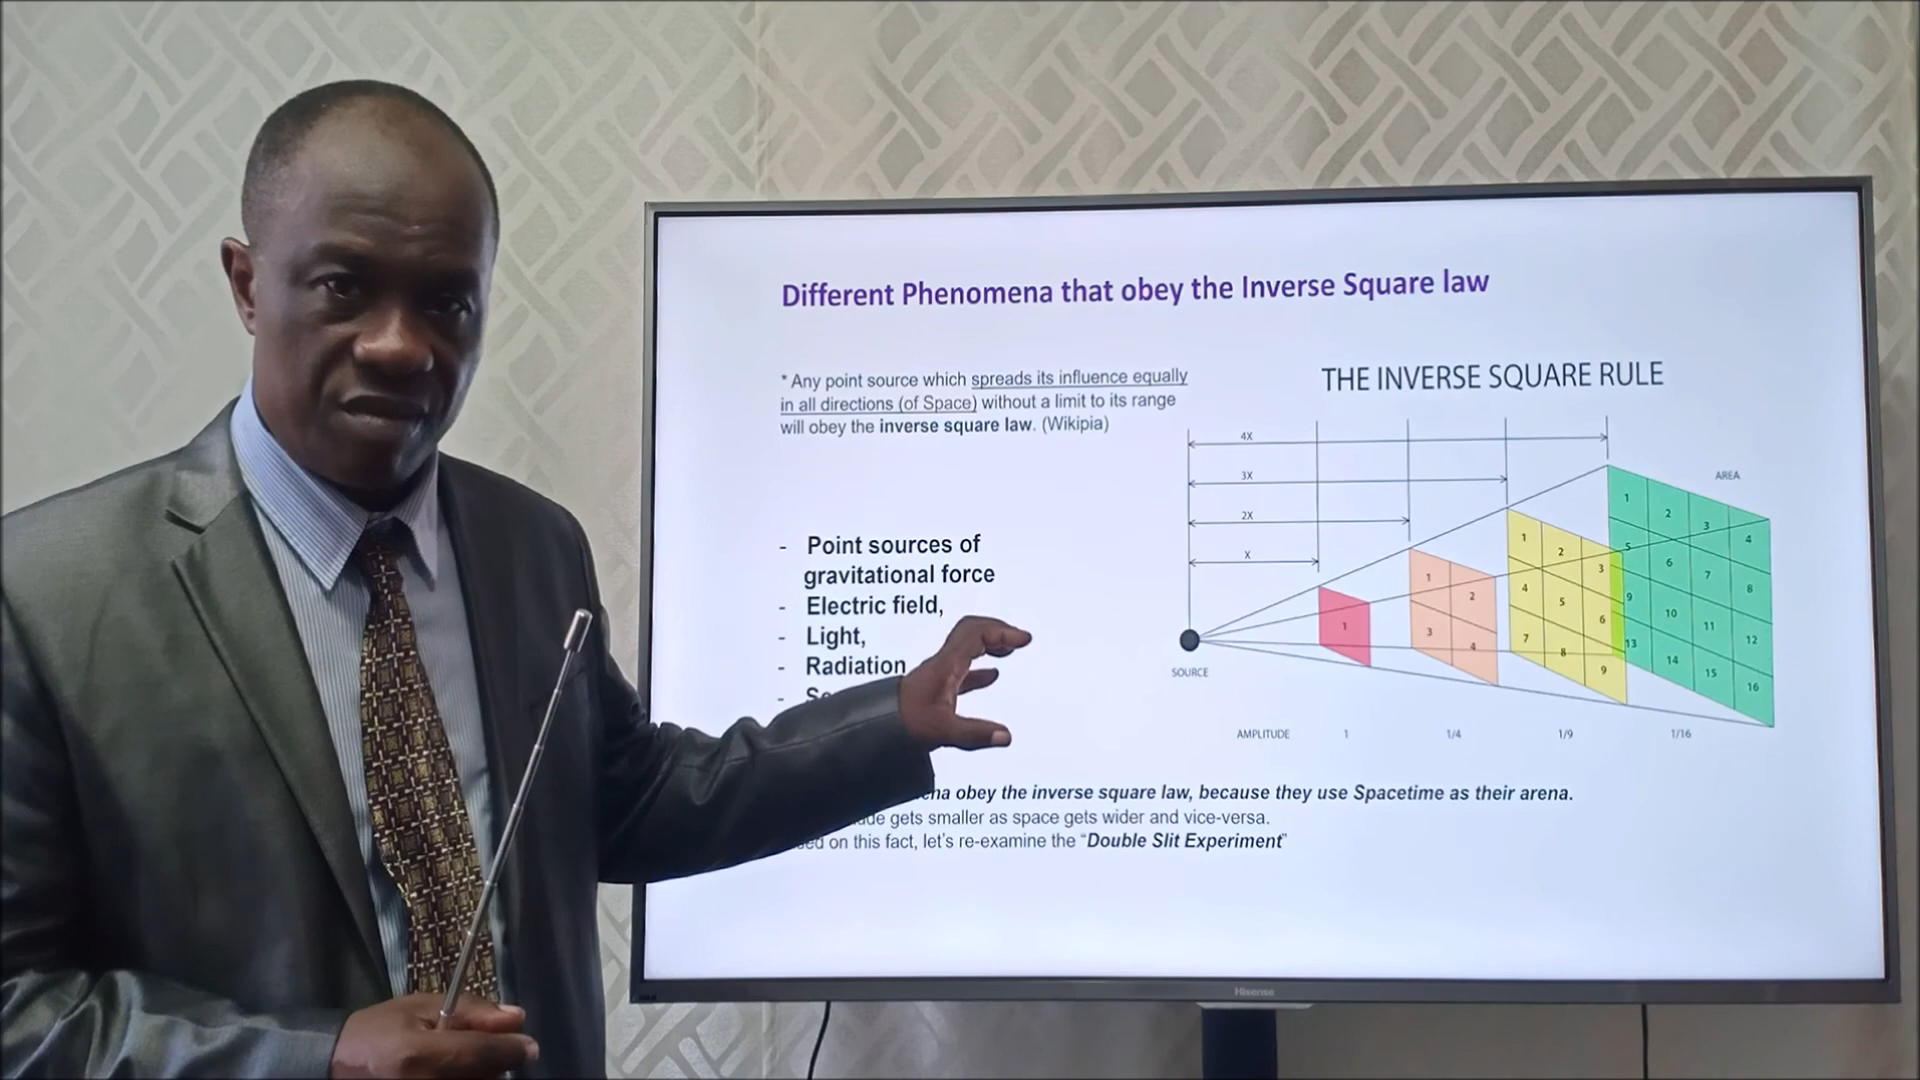 Different Phenomena that obey the Inverse Square law
* Any point source which spreads its influence equally
in all directions (of Space) without a limit to its range
will obey the inverse square law. (Wikipia)
- Point sources of
gravitational force
- Electric field,
- Light,
- Radiation
-
obey the inverse square law, because they use Spacetime as their arena.
gets smaller as space gets wider and vice-versa.
on this fact, let's re-examine the “Double Slit Experiment”
THE INVERSE SQUARE RULE
4X
3X
2X
X
AREA
SOURCE
1
1 2
3 4
1 2 3
4 5 6
7 8 9
1 2 3 4
5 6 7 8
9 10 11 12
13 14 15 16
AMPLITUDE 1 1/4 1/9 1/16
Hisense